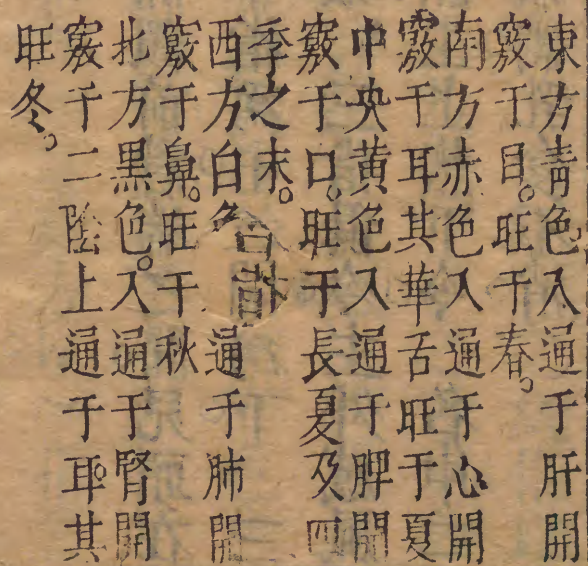 東方青色入通于肝開
竅于目。旺于春。
南方赤色入通于心開
竅于耳其華舌旺于夏
中央黃色入通于脾開
竅于口。旺于長夏及四
季之末。
西方白 通于肺開
竅于鼻。旺于秋
北方黑色。入通于腎開
竅于二陰上通于耳。其
旺冬。